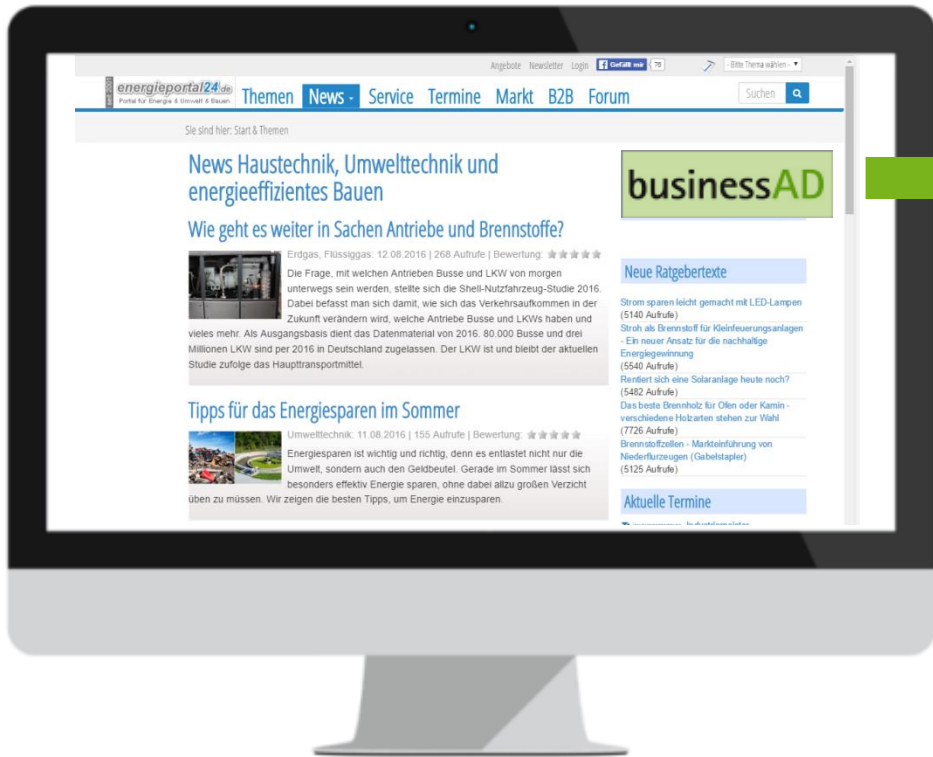 Angebote Newsletter Login Gefällt mir 78 - Bitte Thema wählen -
energieportal24.de
Portal für Energie & Umwelt & Bauen
Themen News Service Termine Markt B2B Forum
Suchen
Sie sind hier: Start & Themen
News Haustechnik, Umwelttechnik und
energieeffizientes Bauen
Wie geht es weiter in Sachen Antriebe und Brennstoffe?
Erdgas, Flüssiggas: 12.08.2016 | 268 Aufrufe | Bewertung:
Die Frage, mit welchen Antrieben Busse und LKW von morgen
unterwegs sein werden, stellte sich die Shell-Nutzfahrzeug-Studie 2016.
Dabei befasst man sich damit, wie sich das Verkehrsaufkommen in der
Zukunft verändern wird, welche Antriebe Busse und LKWs haben und
vieles mehr. Als Ausgangsbasis dient das Datenmaterial von 2016. 80.000 Busse und drei
Millionen LKW sind per 2016 in Deutschland zugelassen. Der LKW ist und bleibt der aktuellen
Studie zufolge das Haupttransportmittel.
Tipps für das Energiesparen im Sommer
Umwelttechnik: 11.08.2016 | 155 Aufrufe | Bewertung:
Energiesparen ist wichtig und richtig, denn es entlastet nicht nur die
Umwelt, sondern auch den Geldbeutel. Gerade im Sommer lässt sich
besonders effektiv Energie sparen, ohne dabei allzu großen Verzicht
üben zu müssen. Wir zeigen die besten Tipps, um Energie einzusparen.
businessAD
Neue Ratgebertexte
Strom sparen leicht gemacht mit LED-Lampen
(5140 Aufrufe)
Stroh als Brennstoff für Kleinfeuerungsanlagen
- Ein neuer Ansatz für die nachhaltige
Energiegewinnung
(5540 Aufrufe)
Rentiert sich eine Solaranlage heute noch?
(5482 Aufrufe)
Das beste Brennholz für Ofen oder Kamin -
verschiedene Holzarten stehen zur Wahl
(7726 Aufrufe)
Brennstoffzellen - Markteinführung von
Niederflurzeugen (Gabelstapler)
(5125 Aufrufe)
Aktuelle Termine